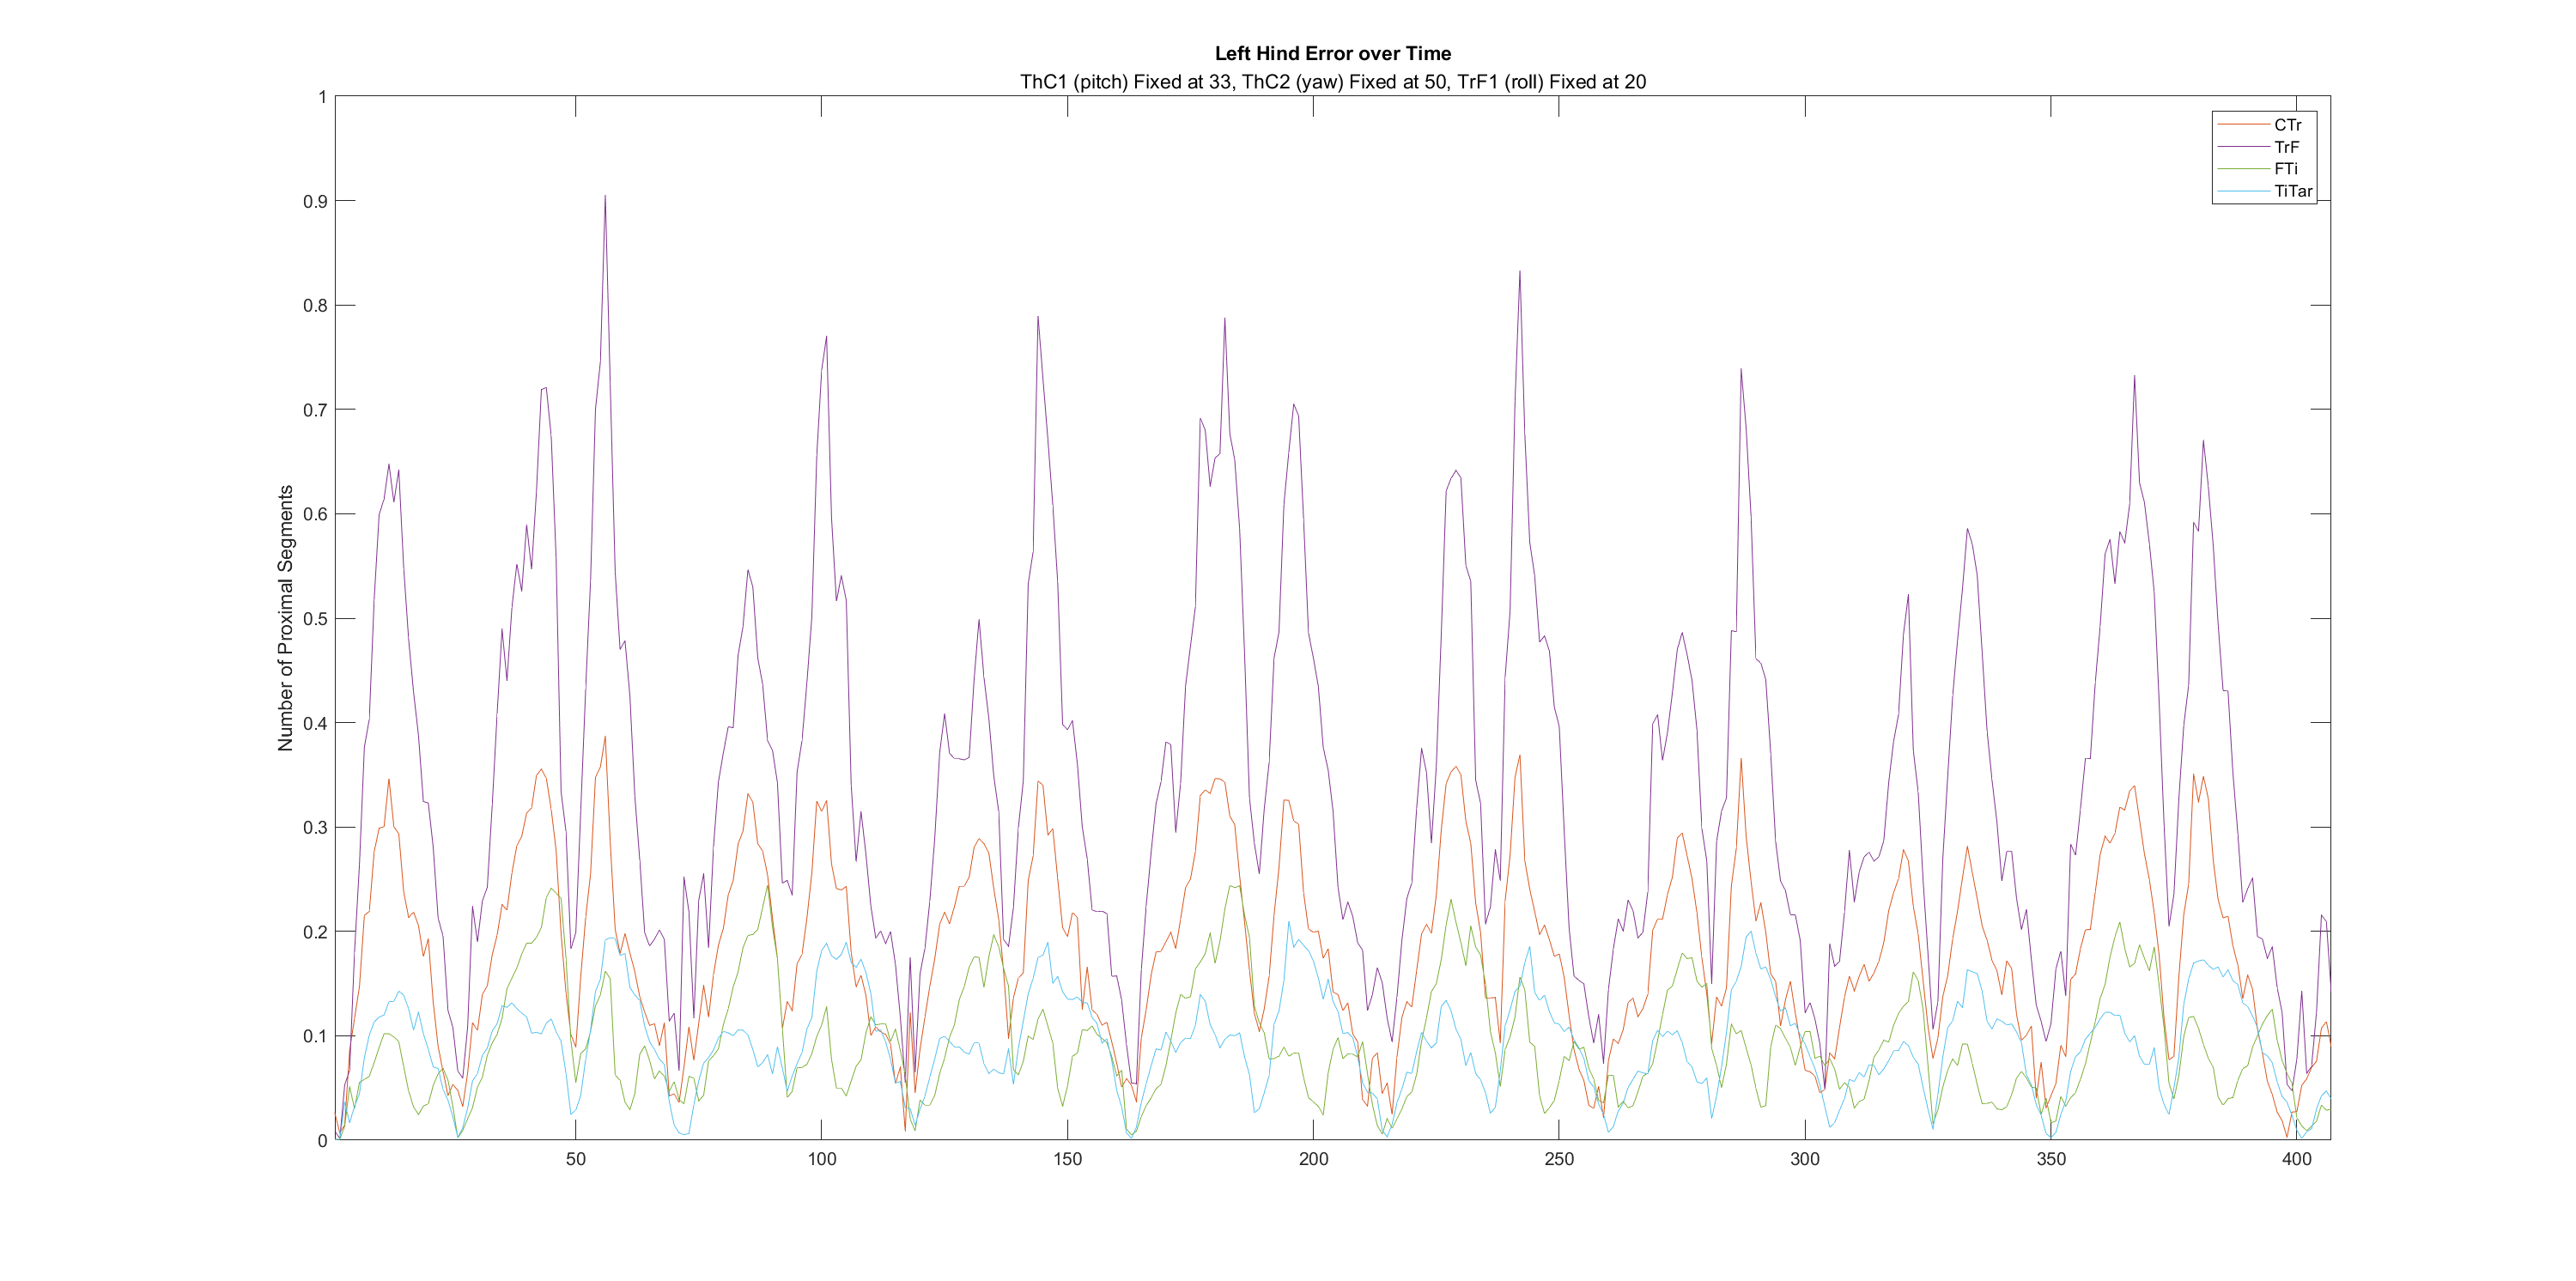 Left Hind Error over Time
ThC1 (pitch) Fixed at 33, ThC2 (yaw) Fixed at 50, TrF1 (roll) Fixed at 20
Number of Proximal Segments
1
0.9
0.8
0.7
0.6
0.5
0.4
0.3
0.2
0.1
0
50
100
150
200
250
300
350
400
CTr
TrF
FTi
TiTar